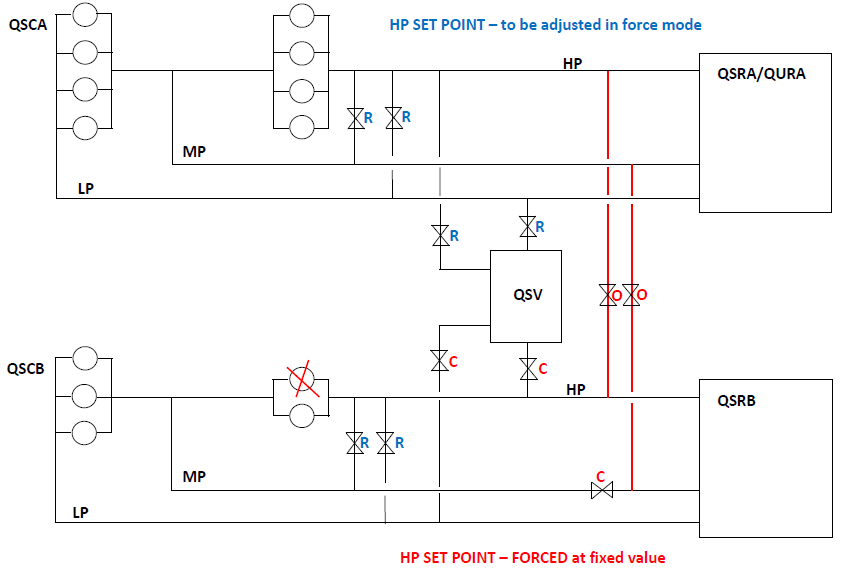 QSCA
HP SET POINT – to be adjusted in force mode
HP
QSRA/QURA
R
R
MP
LP
R
R
QSV
O
O
QSCB
C
C
HP
QSRB
R
R
MP
C
LP
HP SET POINT – FORCED at fixed value